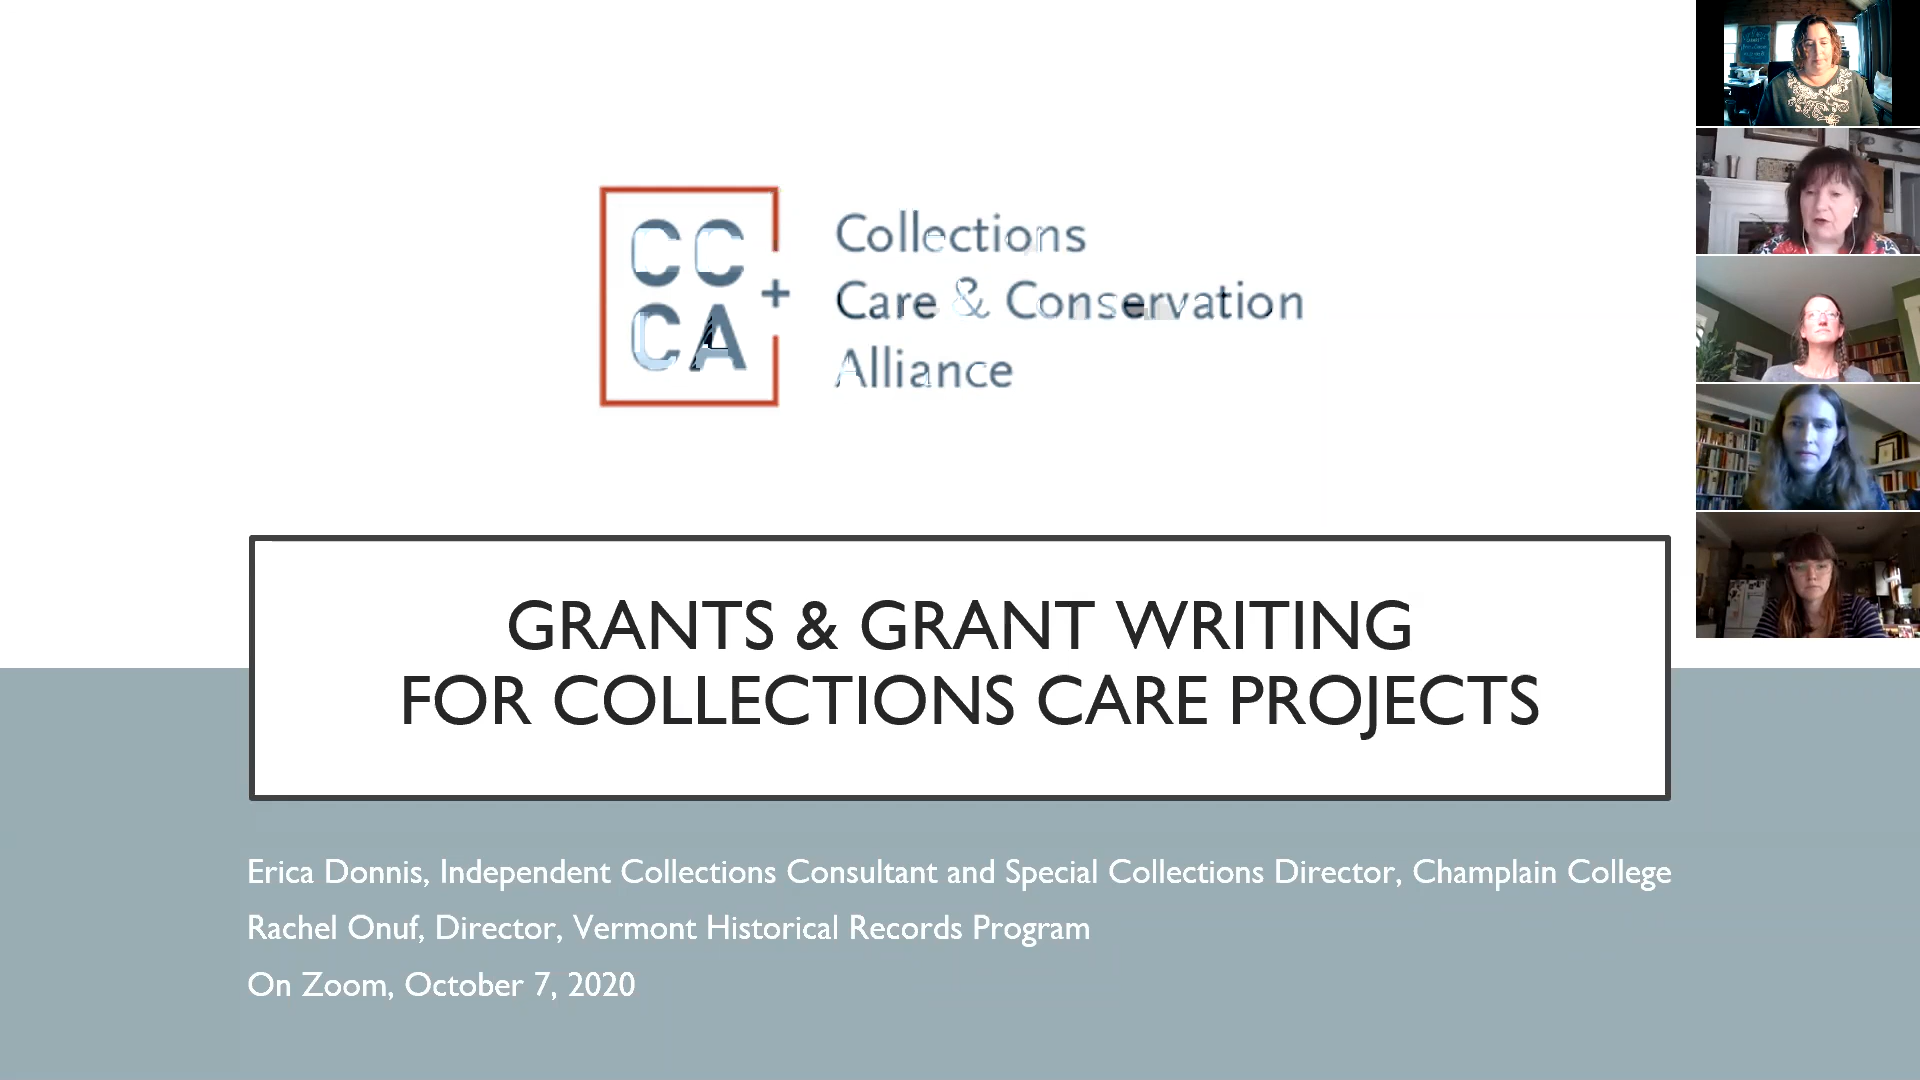 CC
CA
+
Collections
Care & Conservation
Alliance
GRANTS & GRANT WRITING
FOR COLLECTIONS CARE PROJECTS
Erica Donnis, Independent Collections Consultant and Special Collections Director, Champlain College
Rachel Onuf, Director, Vermont Historical Records Program
On Zoom, October 7, 2020